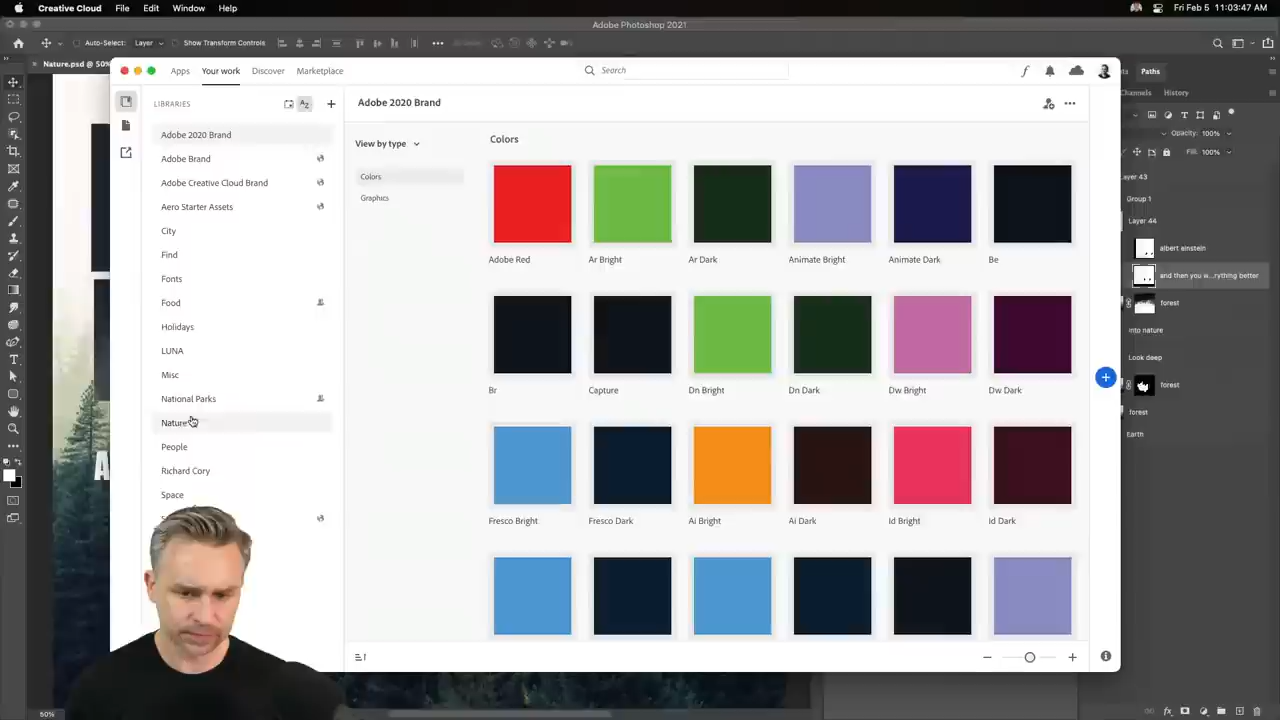 Creative Cloud File Edit Window Help
Fri Feb 5 11:03:47 AM
Adobe Photoshop 2021
Auto-Select: Layer Show Transform Controls
Nature.psd @ 50%
Paths
History
Opacity: 100%
Fill: 100%
Group 1
Layer 44
albert einstein
and then you w...rything better
forest
into nature
Look deep
forest
forest
Earth
Apps Your work Discover Marketplace
Search
LIBRARIES
Adobe 2020 Brand
Adobe Brand
Adobe Creative Cloud Brand
Aero Starter Assets
City
Find
Fonts
Food
Holidays
LUNA
Misc
National Parks
Nature
People
Richard Cory
Space
Adobe 2020 Brand
View by type
Colors
Graphics
Colors
Adobe Red Ar Bright Ar Dark Animate Bright Animate Dark Be
Br Capture Dn Bright Dn Dark Dw Bright Dw Dark
Fresco Bright Fresco Dark Ai Bright Ai Dark Id Bright Id Dark
A
50%